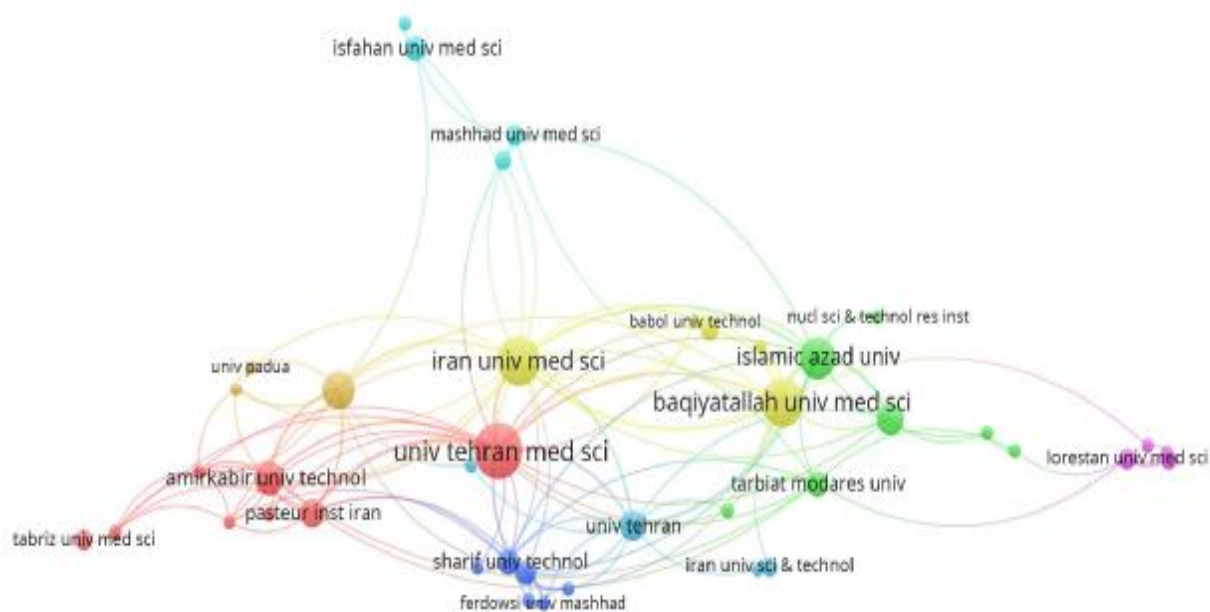 isfahan univ med sci
mashhad univ med sci
babol univ technol
nucl sci & technol res inst
iran univ med sci
islamic azad univ
univ padua
baqiyatallah univ med sci
univ tehran med sci
lorestan univ med sci
amirkabir univ technol
tarbiat modares univ
pasteur inst iran
univ tehran
tabriz univ med sci
sharif univ technol
iran univ sci & technol
ferdowsi univ mashhad